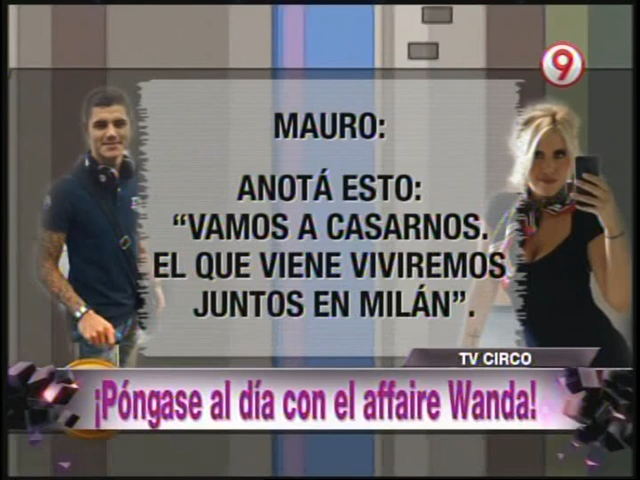 9
MAURO:
ANOTÁ ESTO:
“VAMOS A CASARNOS.
EL QUE VIENE VIVIREMOS
JUNTOS EN MILÁN”.
TV CIRCO
¡Póngase al día con el affaire Wanda!